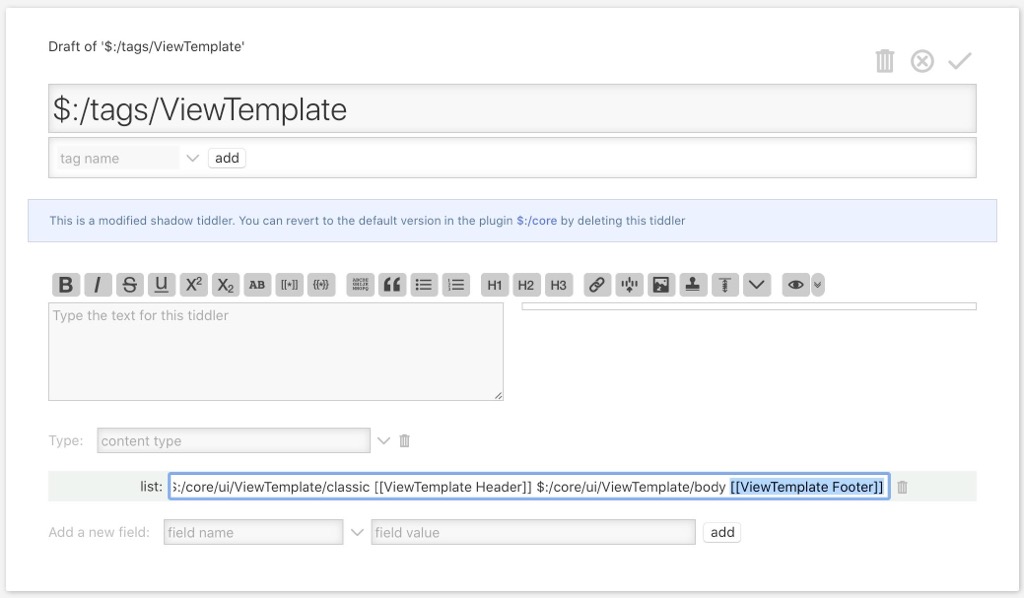 Draft of '$:/tags/ViewTemplate'
$:/tags/ViewTemplate
tag name add
This is a modified shadow tiddler. You can revert to the default version in the plugin $:/core by deleting this tiddler
B I S U X² X₂ AB [[*]] {{*}} “ H1 H2 H3
Type the text for this tiddler
Type: content type
list: $:/core/ui/ViewTemplate/classic [[ViewTemplate Header]] $:/core/ui/ViewTemplate/body [[ViewTemplate Footer]]
Add a new field: field name field value add